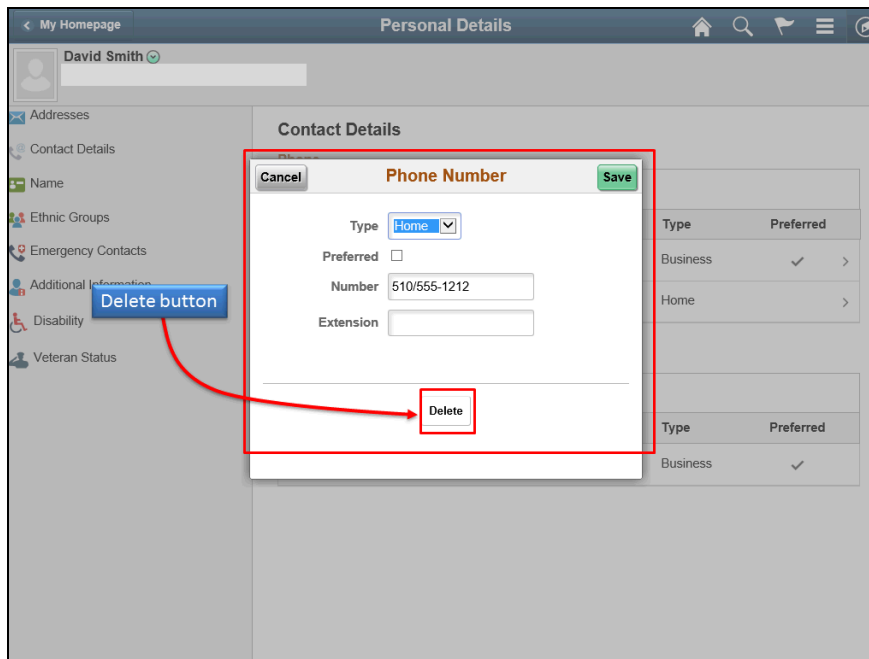 My Homepage
Personal Details
David Smith
Addresses
Contact Details
Name
Ethnic Groups
Emergency Contacts
Additional Information
Disability
Veteran Status
Delete button
Contact Details
Phone
Cancel
Phone Number
Save
Type Home
Preferred
Number 510/555-1212
Extension
Delete
Type Preferred
Business
Home
Type Preferred
Business